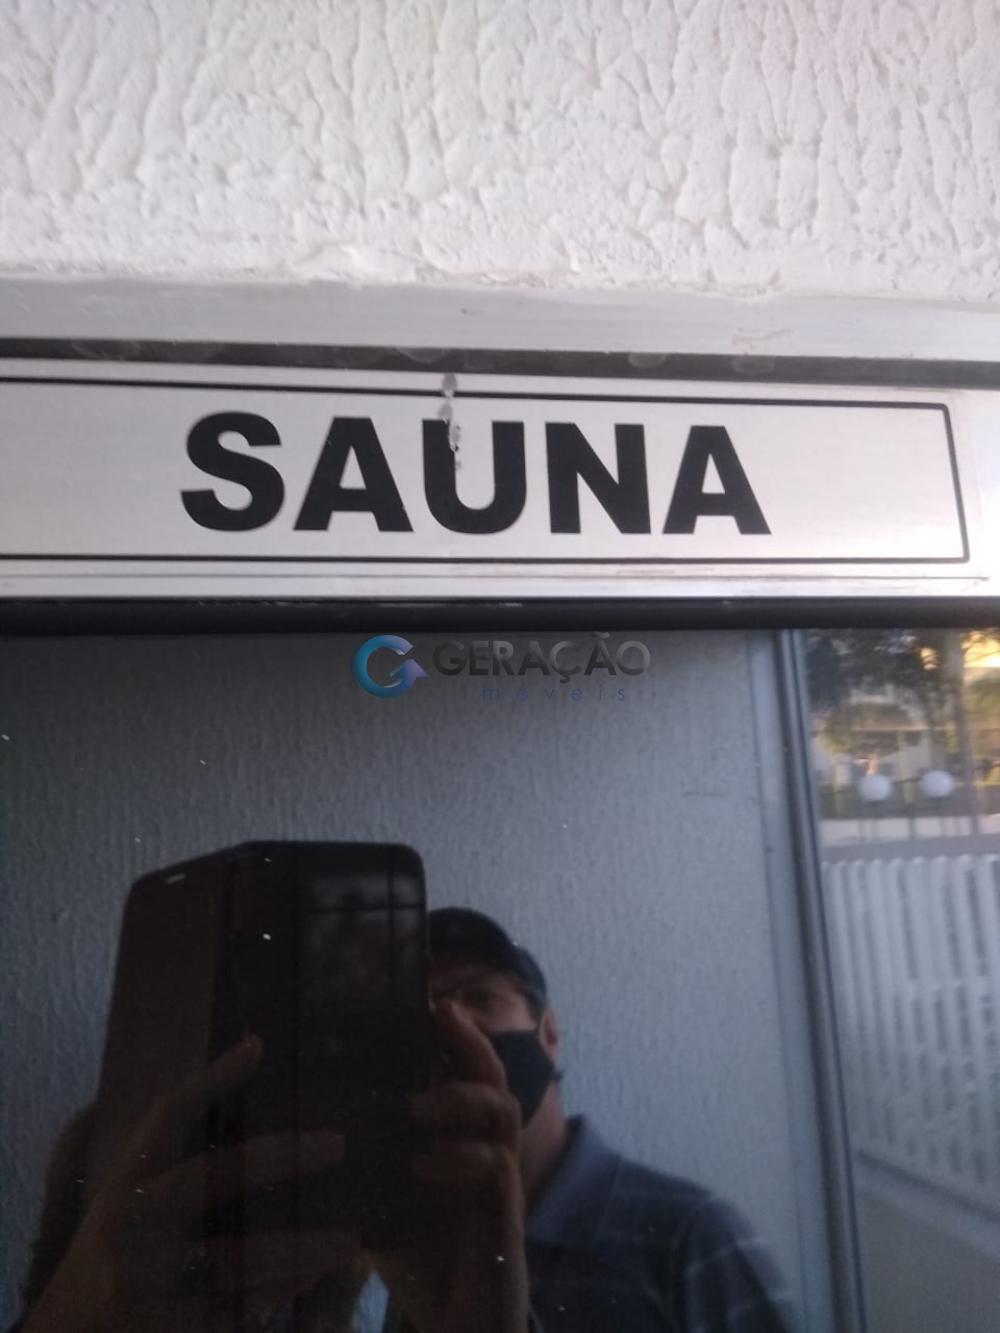 SAUNA
GERAÇÃO
imóveis